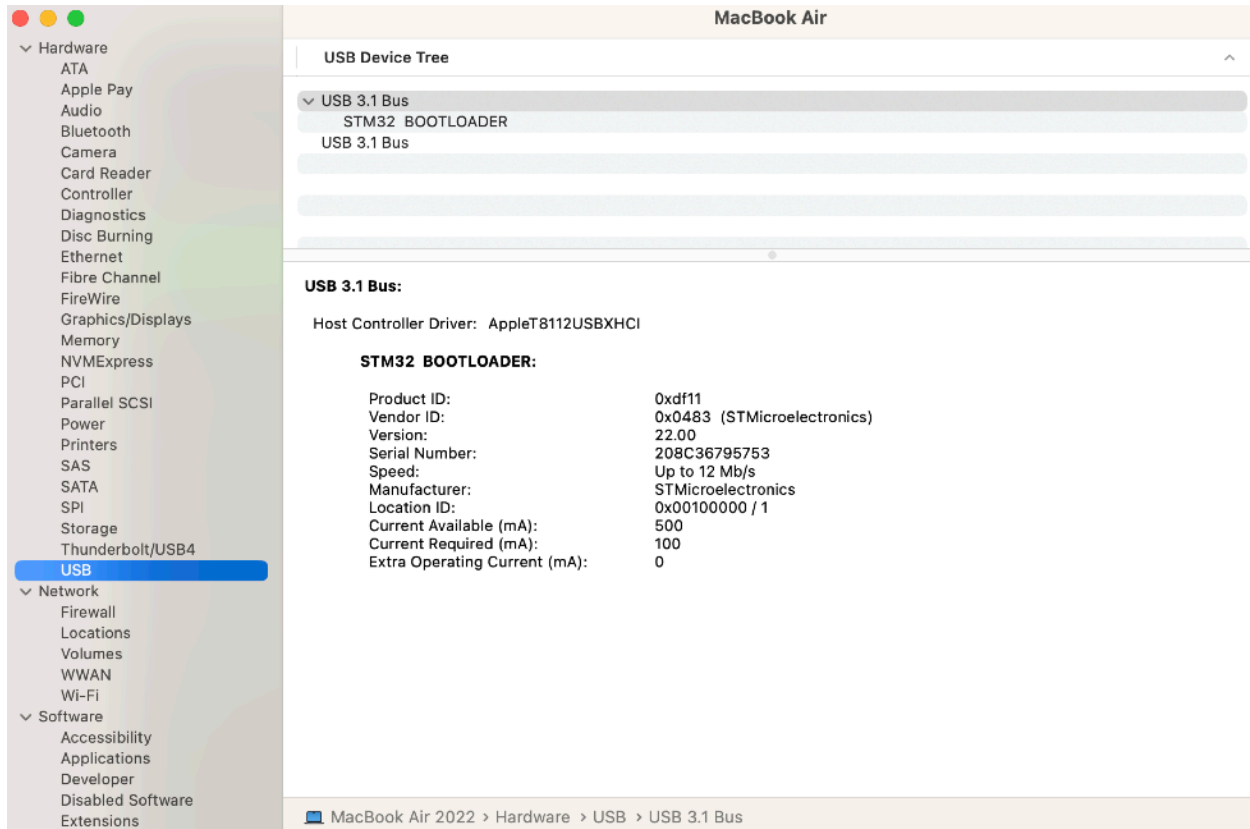 MacBook Air
Hardware
ATA
Apple Pay
Audio
Bluetooth
Camera
Card Reader
Controller
Diagnostics
Disc Burning
Ethernet
Fibre Channel
FireWire
Graphics/Displays
Memory
NVMExpress
PCI
Parallel SCSI
Power
Printers
SAS
SATA
SPI
Storage
Thunderbolt/USB4
USB
Network
Firewall
Locations
Volumes
WWAN
Wi-Fi
Software
Accessibility
Applications
Developer
Disabled Software
Extensions
USB Device Tree
USB 3.1 Bus
STM32 BOOTLOADER
USB 3.1 Bus
USB 3.1 Bus:
Host Controller Driver: AppleT8112USBXHCI
STM32 BOOTLOADER:
Product ID: 0xdf11
Vendor ID: 0x0483 (STMicroelectronics)
Version: 22.00
Serial Number: 208C36795753
Speed: Up to 12 Mb/s
Manufacturer: STMicroelectronics
Location ID: 0x00100000 / 1
Current Available (mA): 500
Current Required (mA): 100
Extra Operating Current (mA): 0
MacBook Air 2022 › Hardware › USB › USB 3.1 Bus